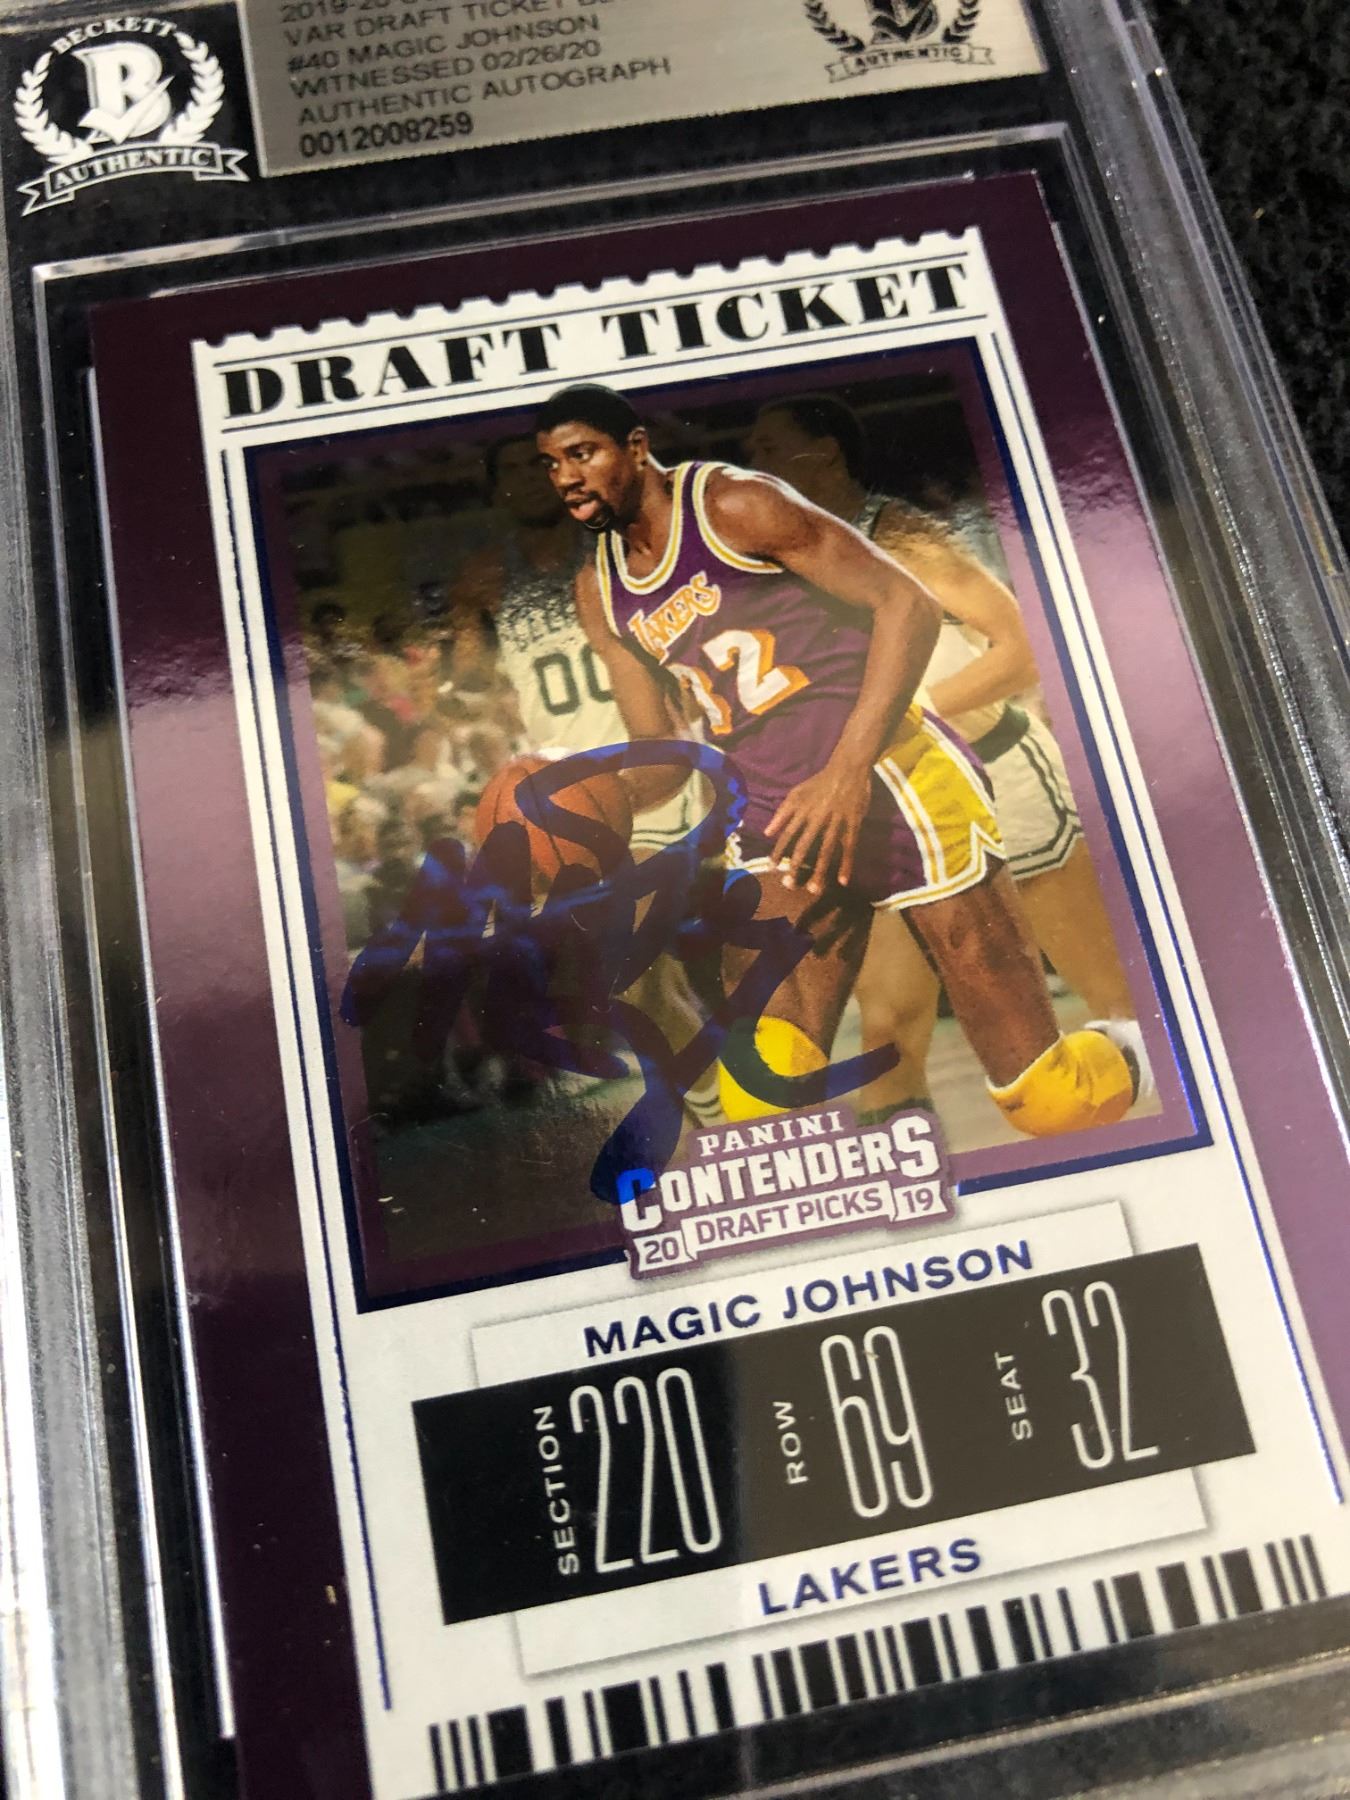 BECKETT
B
AUTHENTIC
VAR DRAFT TICKET
#40 MAGIC JOHNSON
WITNESSED 02/26/20
AUTHENTIC AUTOGRAPH
0012008259
AUTHENTIC
DRAFT TICKET
LAKERS
32
00
PANINI
CONTENDERS
20 DRAFT PICKS 19
MAGIC JOHNSON
SECTION 220 ROW 69 SEAT 32
LAKERS